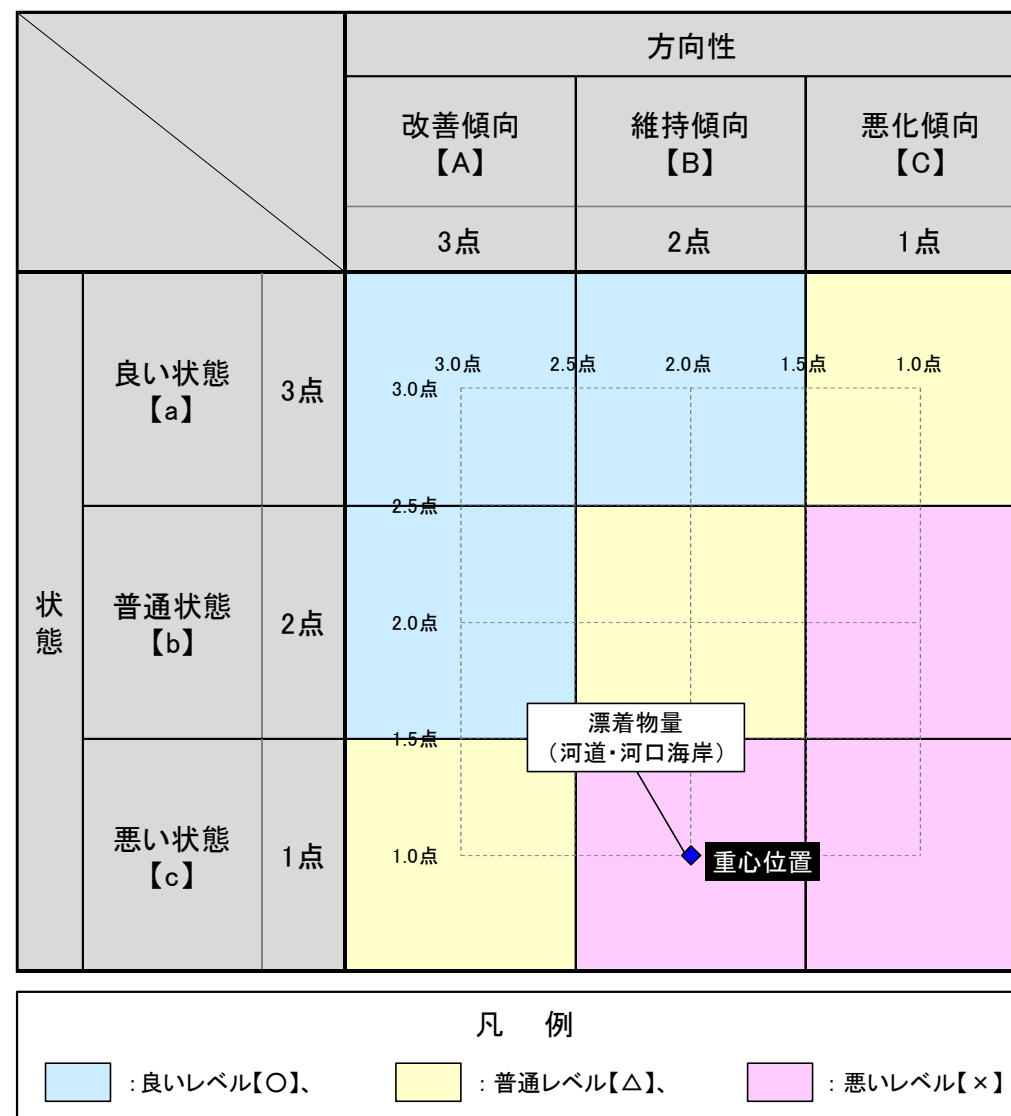 方向性
改善傾向
【A】
維持傾向
【B】
悪化傾向
【C】
3点
2点
1点
状態
良い状態
【a】
3点
普通状態
【b】
2点
悪い状態
【c】
1点
3.0点
2.5点
2.0点
1.5点
1.0点
3.0点
2.5点
2.0点
1.5点
1.0点
漂着物量
（河道・河口海岸）
重心位置
凡　例
：良いレベル【○】、
：普通レベル【△】、
：悪いレベル【×】